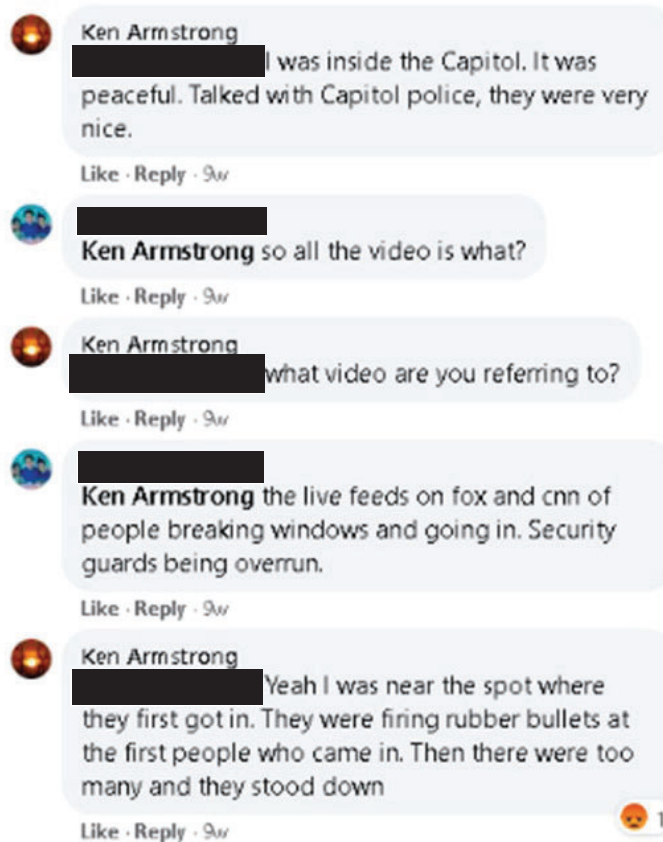 Ken Armstrong
I was inside the Capitol. It was
peaceful. Talked with Capitol police, they were very
nice.
Like · Reply · 9w
Ken Armstrong so all the video is what?
Like · Reply · 9w
Ken Armstrong
what video are you referring to?
Like · Reply · 9w
Ken Armstrong the live feeds on fox and cnn of
people breaking windows and going in. Security
guards being overrun.
Like · Reply · 9w
Ken Armstrong
Yeah I was near the spot where
they first got in. They were firing rubber bullets at
the first people who came in. Then there were too
many and they stood down
1
Like · Reply · 9w